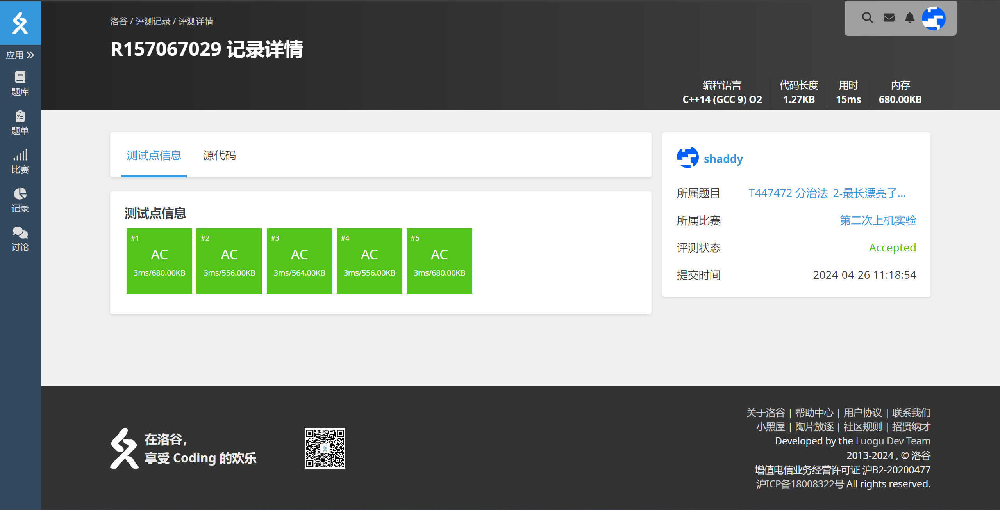 洛谷 / 评测记录 / 评测详情
R157067029 记录详情
编程语言 代码长度 用时 内存
C++14 (GCC 9) O2 1.27KB 15ms 680.00KB
应用
题库
题单
比赛
记录
讨论
测试点信息 源代码
测试点信息
#1
AC
3ms/680.00KB
#2
AC
3ms/556.00KB
#3
AC
3ms/564.00KB
#4
AC
3ms/556.00KB
#5
AC
3ms/680.00KB
shaddy
所属题目 T447472 分治法_2-最长漂亮子...
所属比赛 第二次上机实验
评测状态 Accepted
提交时间 2024-04-26 11:18:54
在洛谷，
享受 Coding 的欢乐
关于洛谷 | 帮助中心 | 用户协议 | 联系我们
小黑屋 | 陶片放逐 | 社区规则 | 招贤纳才
Developed by the Luogu Dev Team
2013-2024 , © 洛谷
增值电信业务经营许可证 沪B2-20200477
沪ICP备18008322号 All rights reserved.